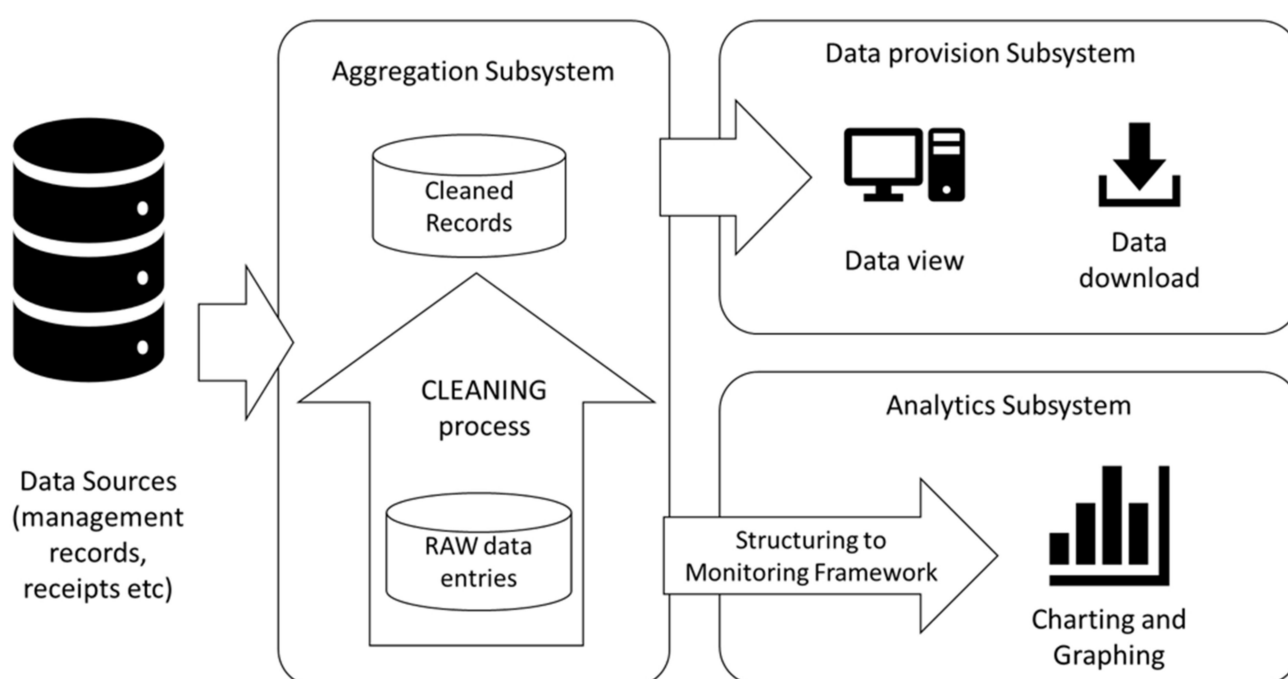 Data Sources
(management
records,
receipts etc)
Aggregation Subsystem
Cleaned
Records
CLEANING
process
RAW data
entries
Data provision Subsystem
Data view
Data
download
Analytics Subsystem
Structuring to
Monitoring Framework
Charting and
Graphing